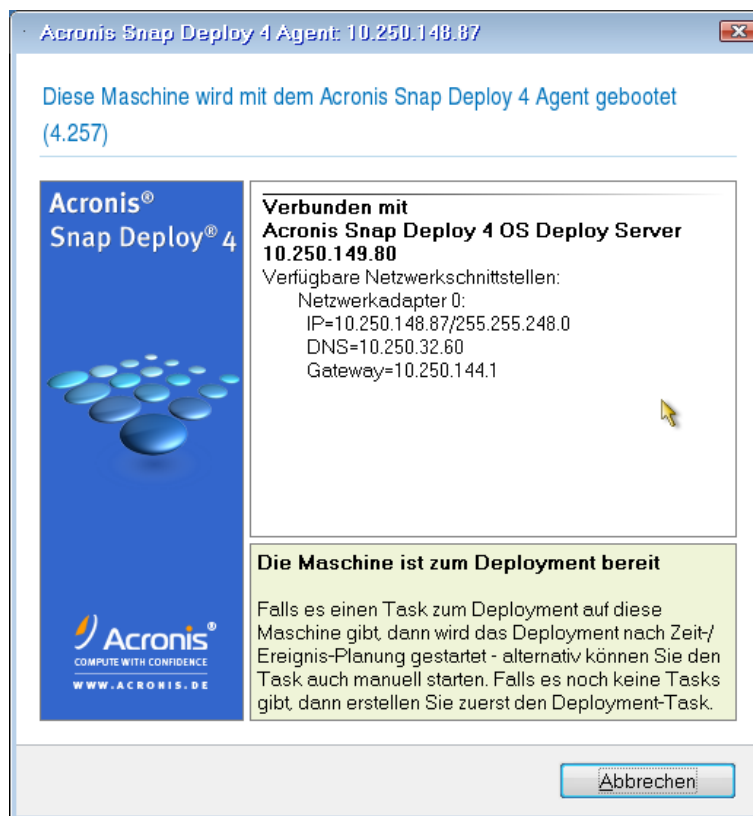 Acronis Snap Deploy 4 Agent: 10.250.148.87
Diese Maschine wird mit dem Acronis Snap Deploy 4 Agent gebootet
(4.257)
Acronis®
Snap Deploy® 4
Verbunden mit
Acronis Snap Deploy 4 OS Deploy Server
10.250.149.80
Verfügbare Netzwerkschnittstellen:
Netzwerkadapter 0:
IP=10.250.148.87/255.255.248.0
DNS=10.250.32.60
Gateway=10.250.144.1
Die Maschine ist zum Deployment bereit
Falls es einen Task zum Deployment auf diese
Maschine gibt, dann wird das Deployment nach Zeit-/
Ereignis-Planung gestartet - alternativ können Sie den
Task auch manuell starten. Falls es noch keine Tasks
gibt, dann erstellen Sie zuerst den Deployment-Task.
Acronis®
COMPUTE WITH CONFIDENCE
WWW.ACRONIS.DE
Abbrechen